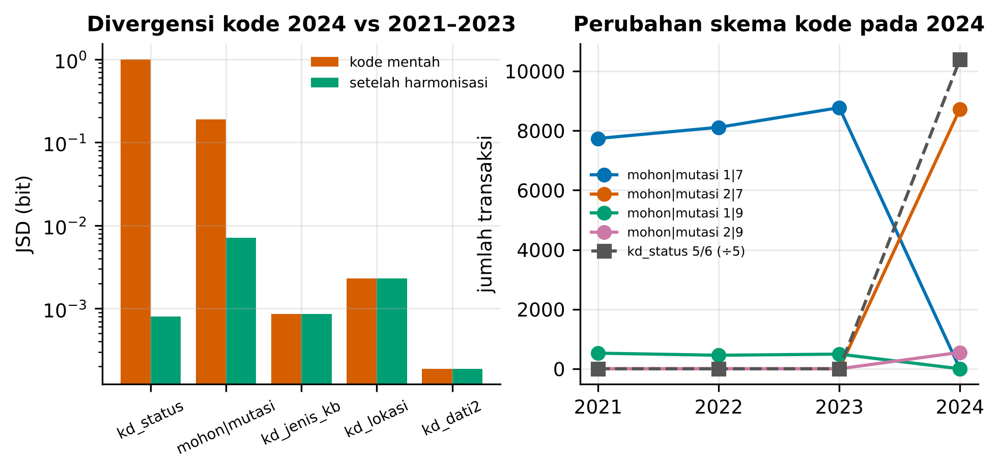 Divergensi kode 2024 vs 2021–2023
kode mentah
setelah harmonisasi
JSD (bit)
10⁰
10⁻¹
10⁻²
10⁻³
kd_status
mohon|mutasi
kd_jenis_kb
kd_lokasi
kd_dati2
Perubahan skema kode pada 2024
jumlah transaksi
10000
8000
6000
4000
2000
0
mohon|mutasi 1|7
mohon|mutasi 2|7
mohon|mutasi 1|9
mohon|mutasi 2|9
kd_status 5/6 (÷5)
2021
2022
2023
2024